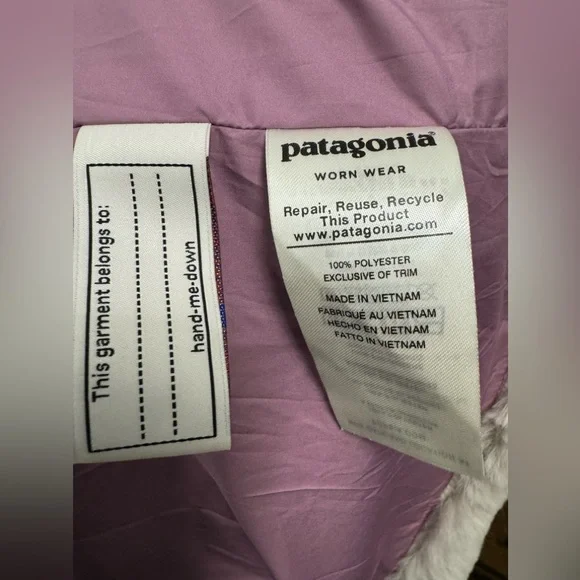 This garment belongs to:
hand-me-down
patagonia®
WORN WEAR
Repair, Reuse, Recycle
This Product
www.patagonia.com
100% POLYESTER
EXCLUSIVE OF TRIM
MADE IN VIETNAM
FABRIQUÉ AU VIETNAM
HECHO EN VIETNAM
FATTO IN VIETNAM